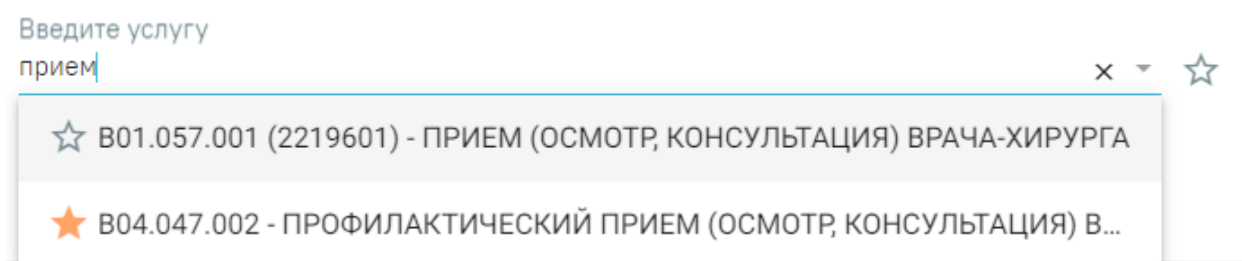 Введите услугу
прием
B01.057.001 (2219601) - ПРИЕМ (ОСМОТР, КОНСУЛЬТАЦИЯ) ВРАЧА-ХИРУРГА
B04.047.002 - ПРОФИЛАКТИЧЕСКИЙ ПРИЕМ (ОСМОТР, КОНСУЛЬТАЦИЯ) В...